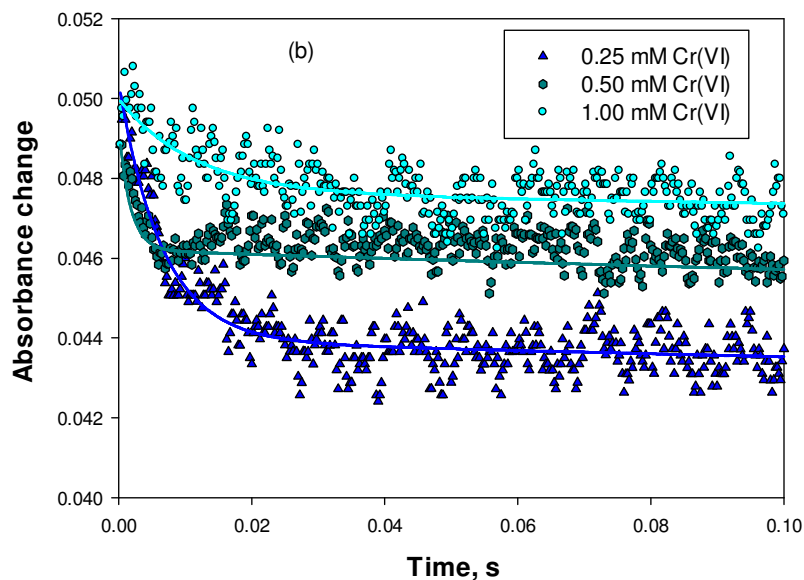 (b)
0.25 mM Cr(VI)
0.50 mM Cr(VI)
1.00 mM Cr(VI)
Absorbance change
0.052
0.050
0.048
0.046
0.044
0.042
0.040
0.00 0.02 0.04 0.06 0.08 0.10
Time, s